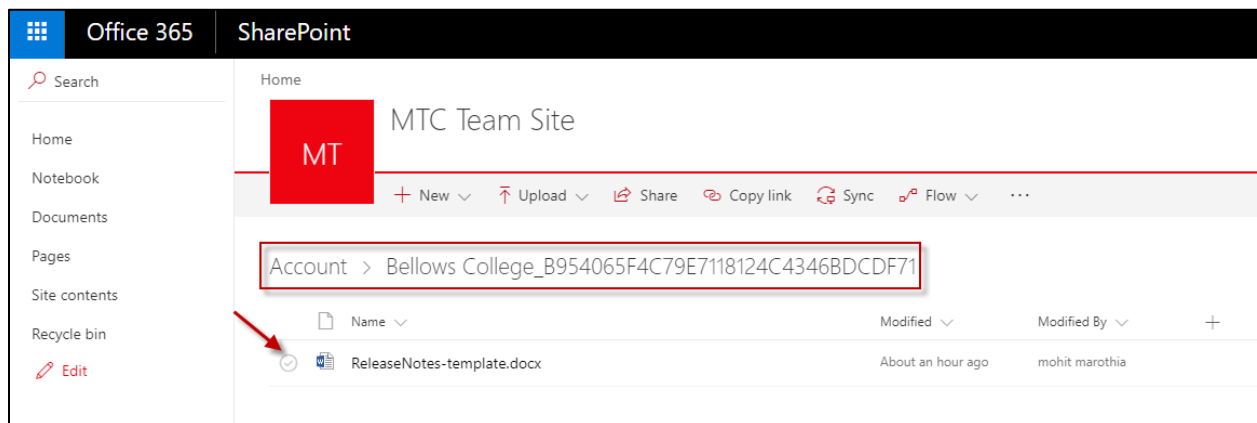 Office 365 SharePoint
Search
Home
Notebook
Documents
Pages
Site contents
Recycle bin
Edit
Home
MT
MTC Team Site
New Upload Share Copy link Sync Flow ...
Account > Bellows College_B954065F4C79E7118124C4346BDCDF71
Name Modified Modified By +
ReleaseNotes-template.docx About an hour ago mohit marothia